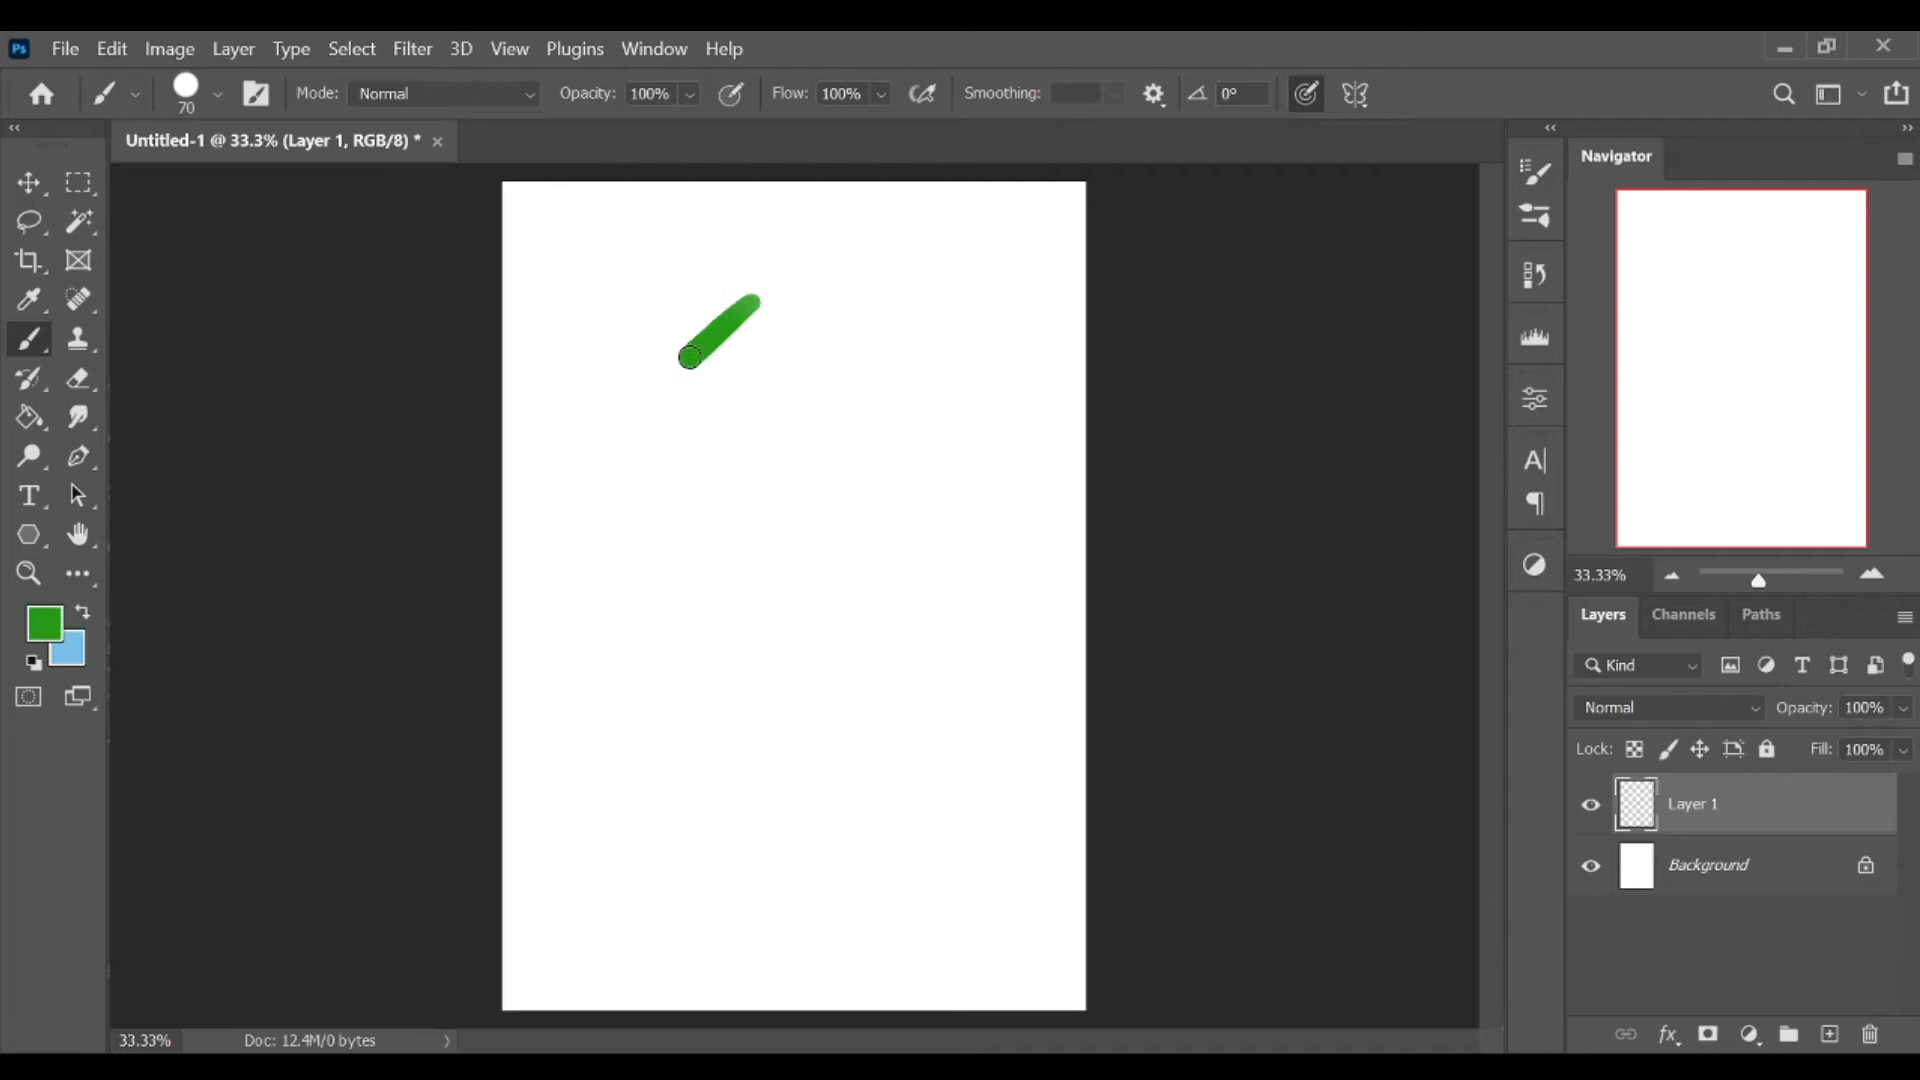 Ps File Edit Image Layer Type Select Filter 3D View Plugins Window Help
70 Mode: Normal Opacity: 100% Flow: 100% Smoothing: 0°
Untitled-1 @ 33.3% (Layer 1, RGB/8) *
Navigator
33.33%
Layers Channels Paths
Kind
Normal Opacity: 100%
Lock: Fill: 100%
Layer 1
Background
fx
33.33% Doc: 12.4M/0 bytes